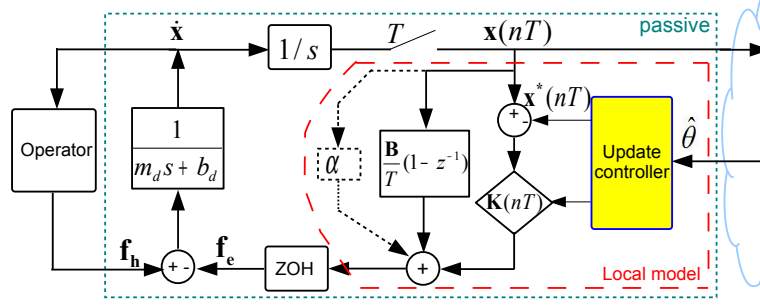 ẋ
1/s
T
x(nT)
passive
x*(nT)
+
-
Operator
1
m_d s + b_d
α
B
T
(1- z⁻¹)
Update
controller
θ̂
K(nT)
f_h
+ -
f_e
ZOH
+
Local model